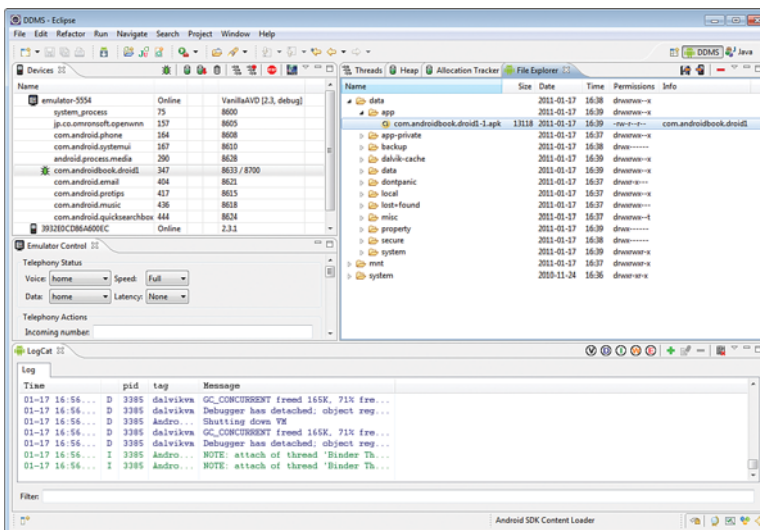 DDMS - Eclipse
File Edit Refactor Run Navigate Search Project Window Help
DDMS Java
Devices
Name
emulator-5554 Online VanillaAVD [2.3, debug]
system_process 75 8600
jp.co.omronsoft.openwnn 157 8605
com.android.phone 164 8608
com.android.systemui 167 8610
android.process.media 290 8628
com.androidbook.droid1 347 8633 / 8700
com.android.email 404 8621
com.android.protips 417 8615
com.android.music 436 8618
com.android.quicksearchbox 444 8624
3932E0CD86A600EC Online 2.3.1
Emulator Control
Telephony Status
Voice: home Speed: Full
Data: home Latency: None
Telephony Actions
Incoming number:
Threads Heap Allocation Tracker File Explorer
Name Size Date Time Permissions Info
data 2011-01-17 16:38 drwxrwx--x
app 2011-01-17 16:39 drwxrwx--x
com.androidbook.droid1-1.apk 13118 2011-01-17 16:39 -rw-r--r-- com.androidbook.droid1
app-private 2011-01-17 16:37 drwxrwx--x
backup 2011-01-17 16:38 drwx------
dalvik-cache 2011-01-17 16:39 drwxrwx--x
data 2011-01-17 16:39 drwxrwx--x
dontpanic 2011-01-17 16:37 drwxr-x---
local 2011-01-17 16:37 drwxrwx--x
lost+found 2011-01-17 16:37 drwxrwx---
misc 2011-01-17 16:37 drwxrwx--t
property 2011-01-17 16:39 drwx------
secure 2011-01-17 16:38 drwx------
system 2011-01-17 16:39 drwxrwxr-x
mnt 2011-01-17 16:37 drwxrwxr-x
system 2010-11-24 16:36 drwxr-xr-x
LogCat
V D I W E
Log
Time pid tag Message
01-17 16:56... D 3385 dalvikvm GC_CONCURRENT freed 165K, 71% fre...
01-17 16:56... D 3385 dalvikvm Debugger has detached; object reg...
01-17 16:56... D 3385 Andro... Shutting down VM
01-17 16:56... D 3385 dalvikvm GC_CONCURRENT freed 165K, 71% fre...
01-17 16:56... D 3385 dalvikvm Debugger has detached; object reg...
01-17 16:56... I 3385 Andro... NOTE: attach of thread 'Binder Th...
01-17 16:56... I 3385 Andro... NOTE: attach of thread 'Binder Th...
Filter:
Android SDK Content Loader